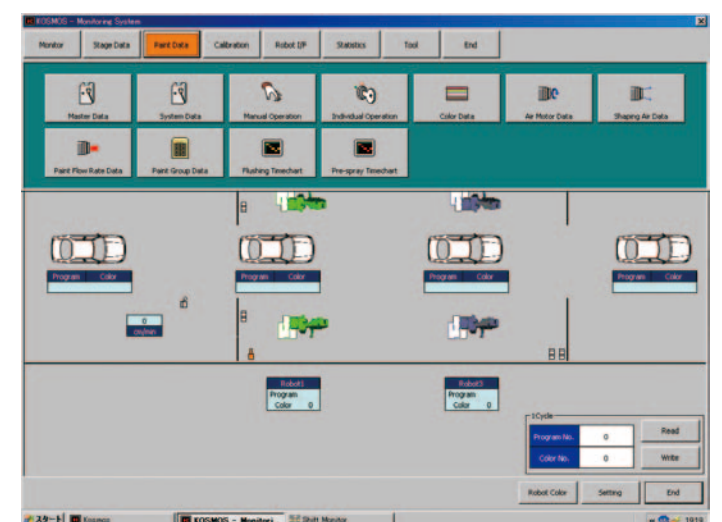 KOSMOS - Monitoring System
Monitor Stage Data Paint Data Calibration Robot I/F Statistics Tool End
Master Data System Data Manual Operation Individual Operation Color Data Air Motor Data Shaping Air Data
Paint Flow Rate Data Paint Group Data Flushing Timechart Pre-spray Timechart
Program Color Program Color Program Color Program Color
0
cm/min
Robot1 Robot3
Program Program
Color 0 Color 0
1Cycle
Program No. 0 Read
Color No. 0 Write
Robot Color Setting End
スタート Kosmos KOSMOS - Monitori Shift Monitor 19:19